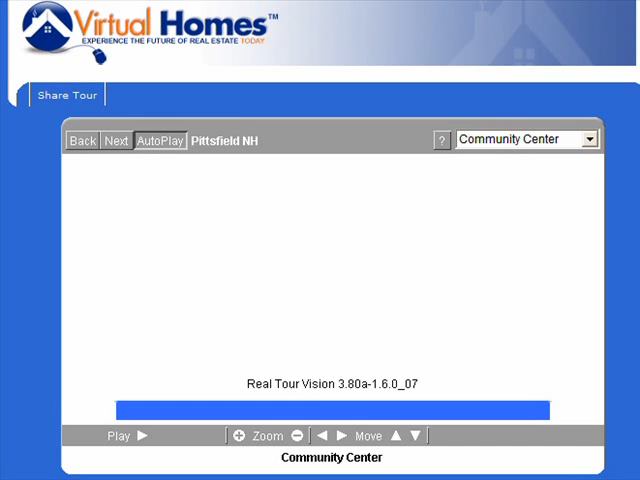 Virtual Homes™
EXPERIENCE THE FUTURE OF REAL ESTATE TODAY
Share Tour
Back Next AutoPlay Pittsfield NH ? Community Center
Real Tour Vision 3.80a-1.6.0_07
Play Zoom Move
Community Center